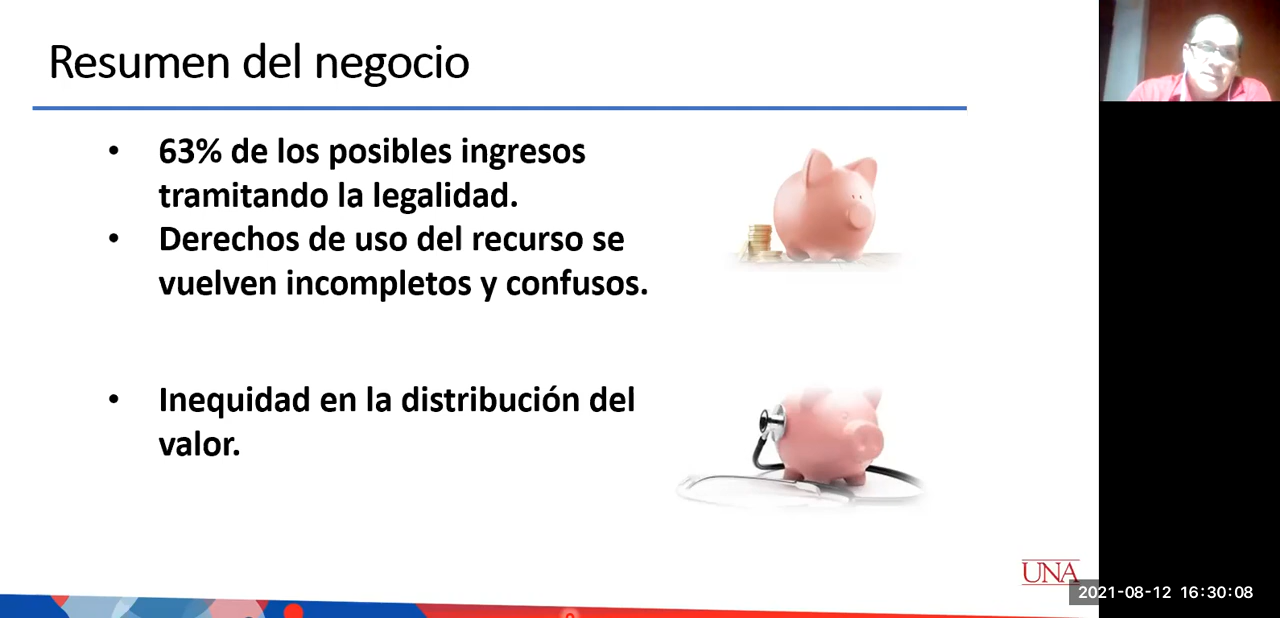 Resumen del negocio
• 63% de los posibles ingresos
tramitando la legalidad.
• Derechos de uso del recurso se
vuelven incompletos y confusos.
• Inequidad en la distribución del
valor.
UNA
2021-08-12 16:30:08